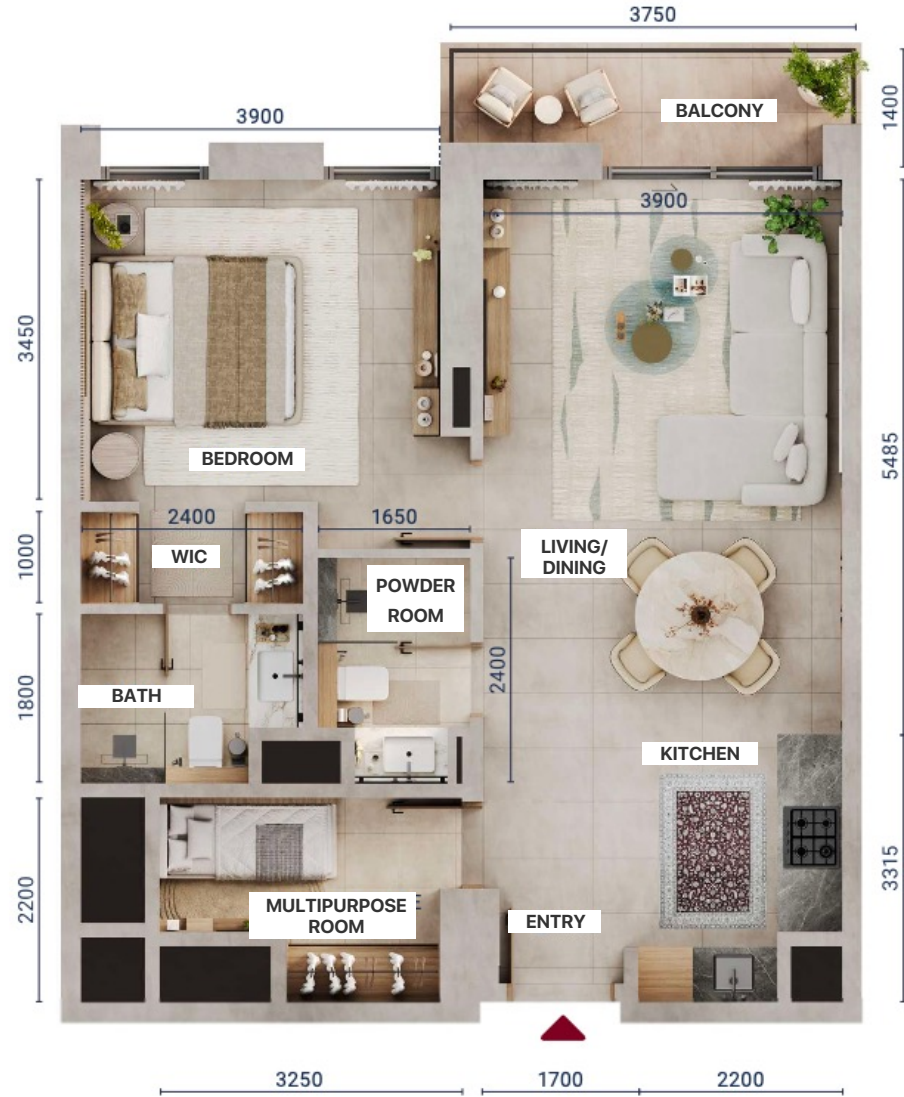 3750
BALCONY
1400
3900
3900
3450
5485
BEDROOM
2400
1650
1000
WIC
LIVING/
DINING
POWDER
ROOM
2400
1800
BATH
KITCHEN
2200
MULTIPURPOSE
ROOM
ENTRY
3315
3250
1700
2200